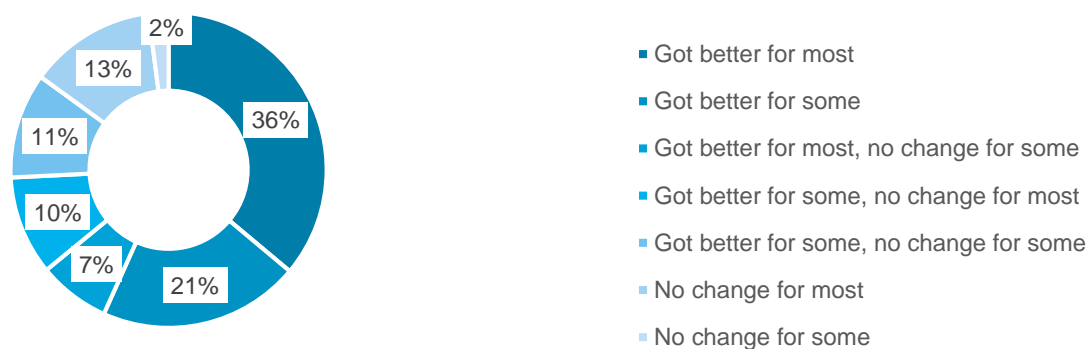 2%
13%
36%
11%
10%
7%
21%
Got better for most
Got better for some
Got better for most, no change for some
Got better for some, no change for most
Got better for some, no change for some
No change for most
No change for some